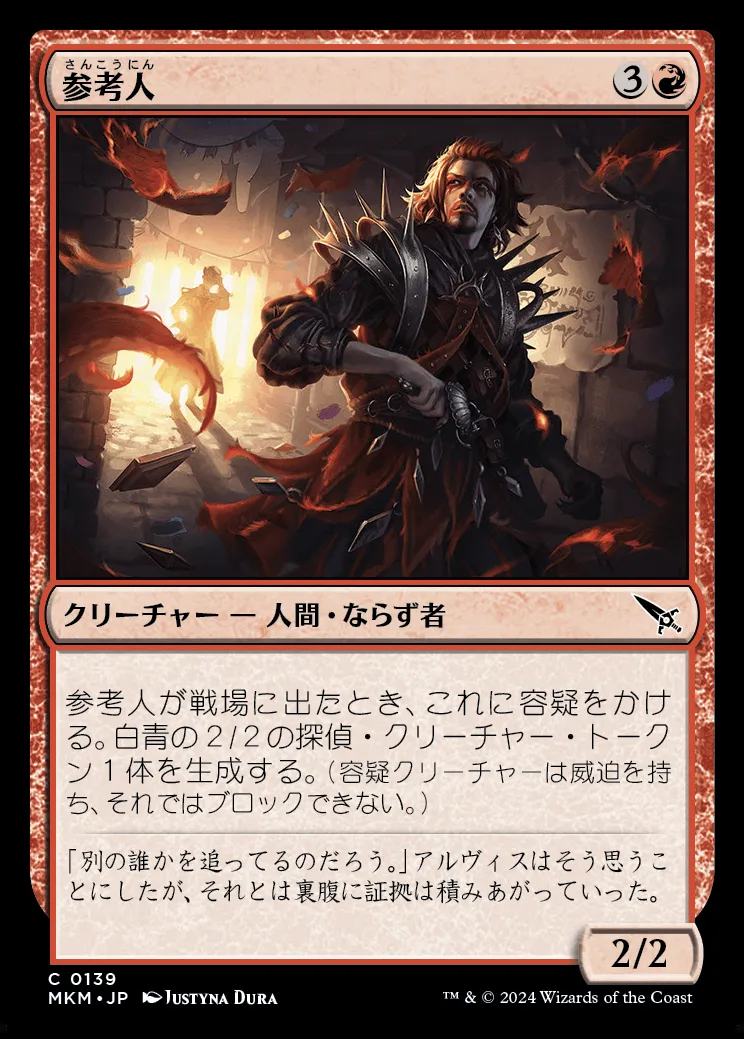 さんこうにん
参考人
3
クリーチャー — 人間・ならず者
参考人が戦場に出たとき、これに容疑をかけ
る。白青の２/２の探偵・クリーチャー・トーク
ン１体を生成する。（容疑クリーチャーは威迫を持
ち、それではブロックできない。）
「別の誰かを追ってるのだろう。」アルヴィスはそう思うこ
とにしたが、それとは裏腹に証拠は積みあがっていった。
2/2
C 0139
MKM • JP Justyna Dura
™ & © 2024 Wizards of the Coast